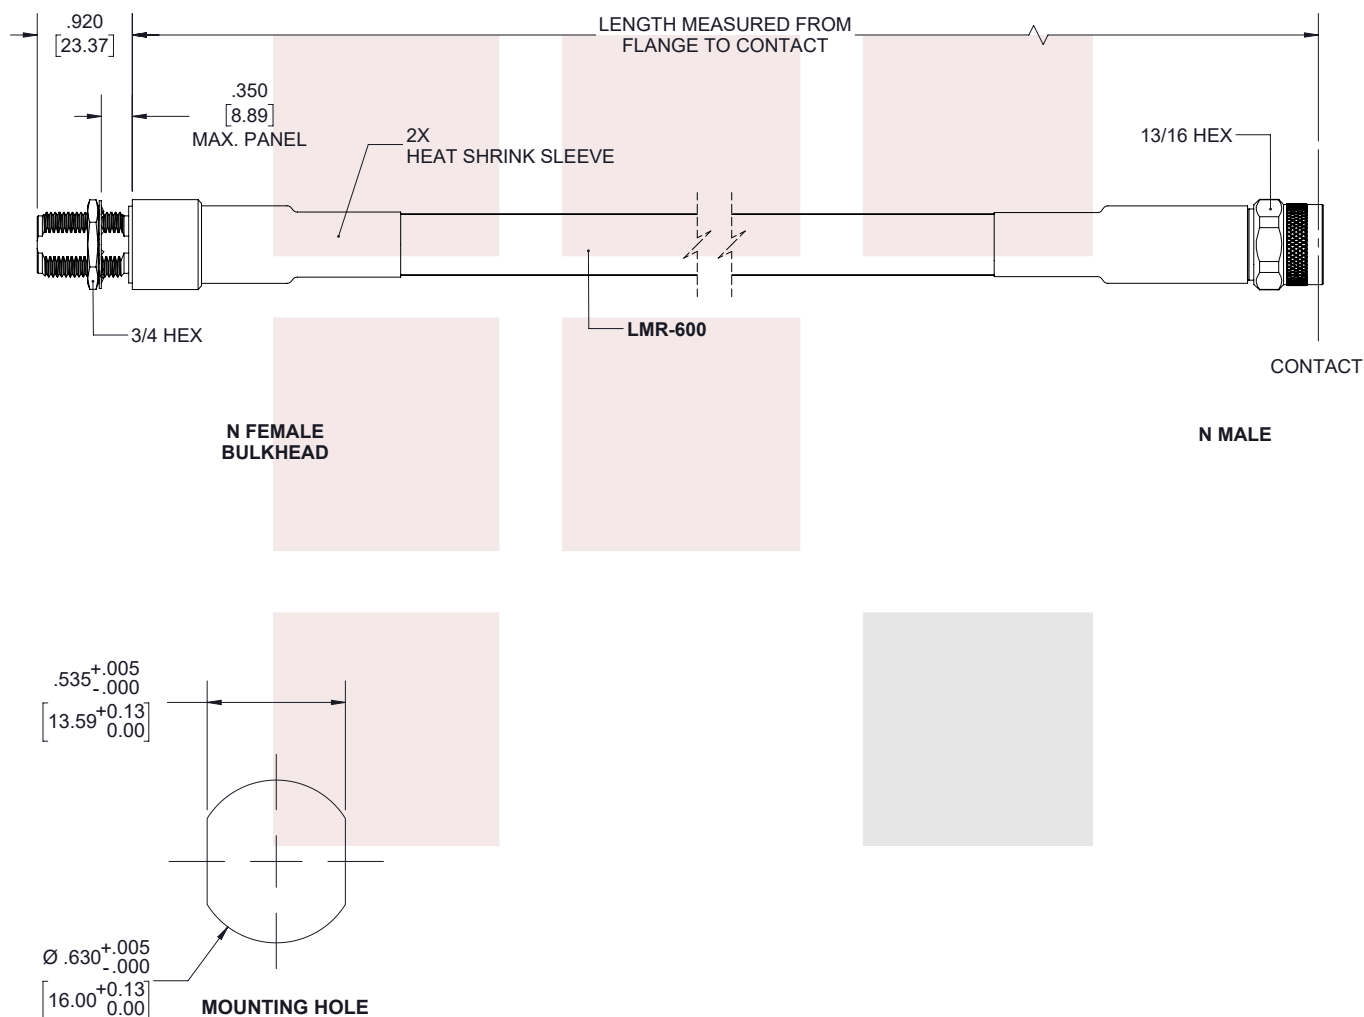 .920
[23.37]
LENGTH MEASURED FROM
FLANGE TO CONTACT
.350
[8.89]
MAX. PANEL
2X
HEAT SHRINK SLEEVE
13/16 HEX
3/4 HEX
LMR-600
CONTACT
N FEMALE
BULKHEAD
N MALE
.535 +.005
-.000
[13.59 +0.13
0.00]
Ø .630 +.005
-.000
[16.00 +0.13
0.00]
MOUNTING HOLE